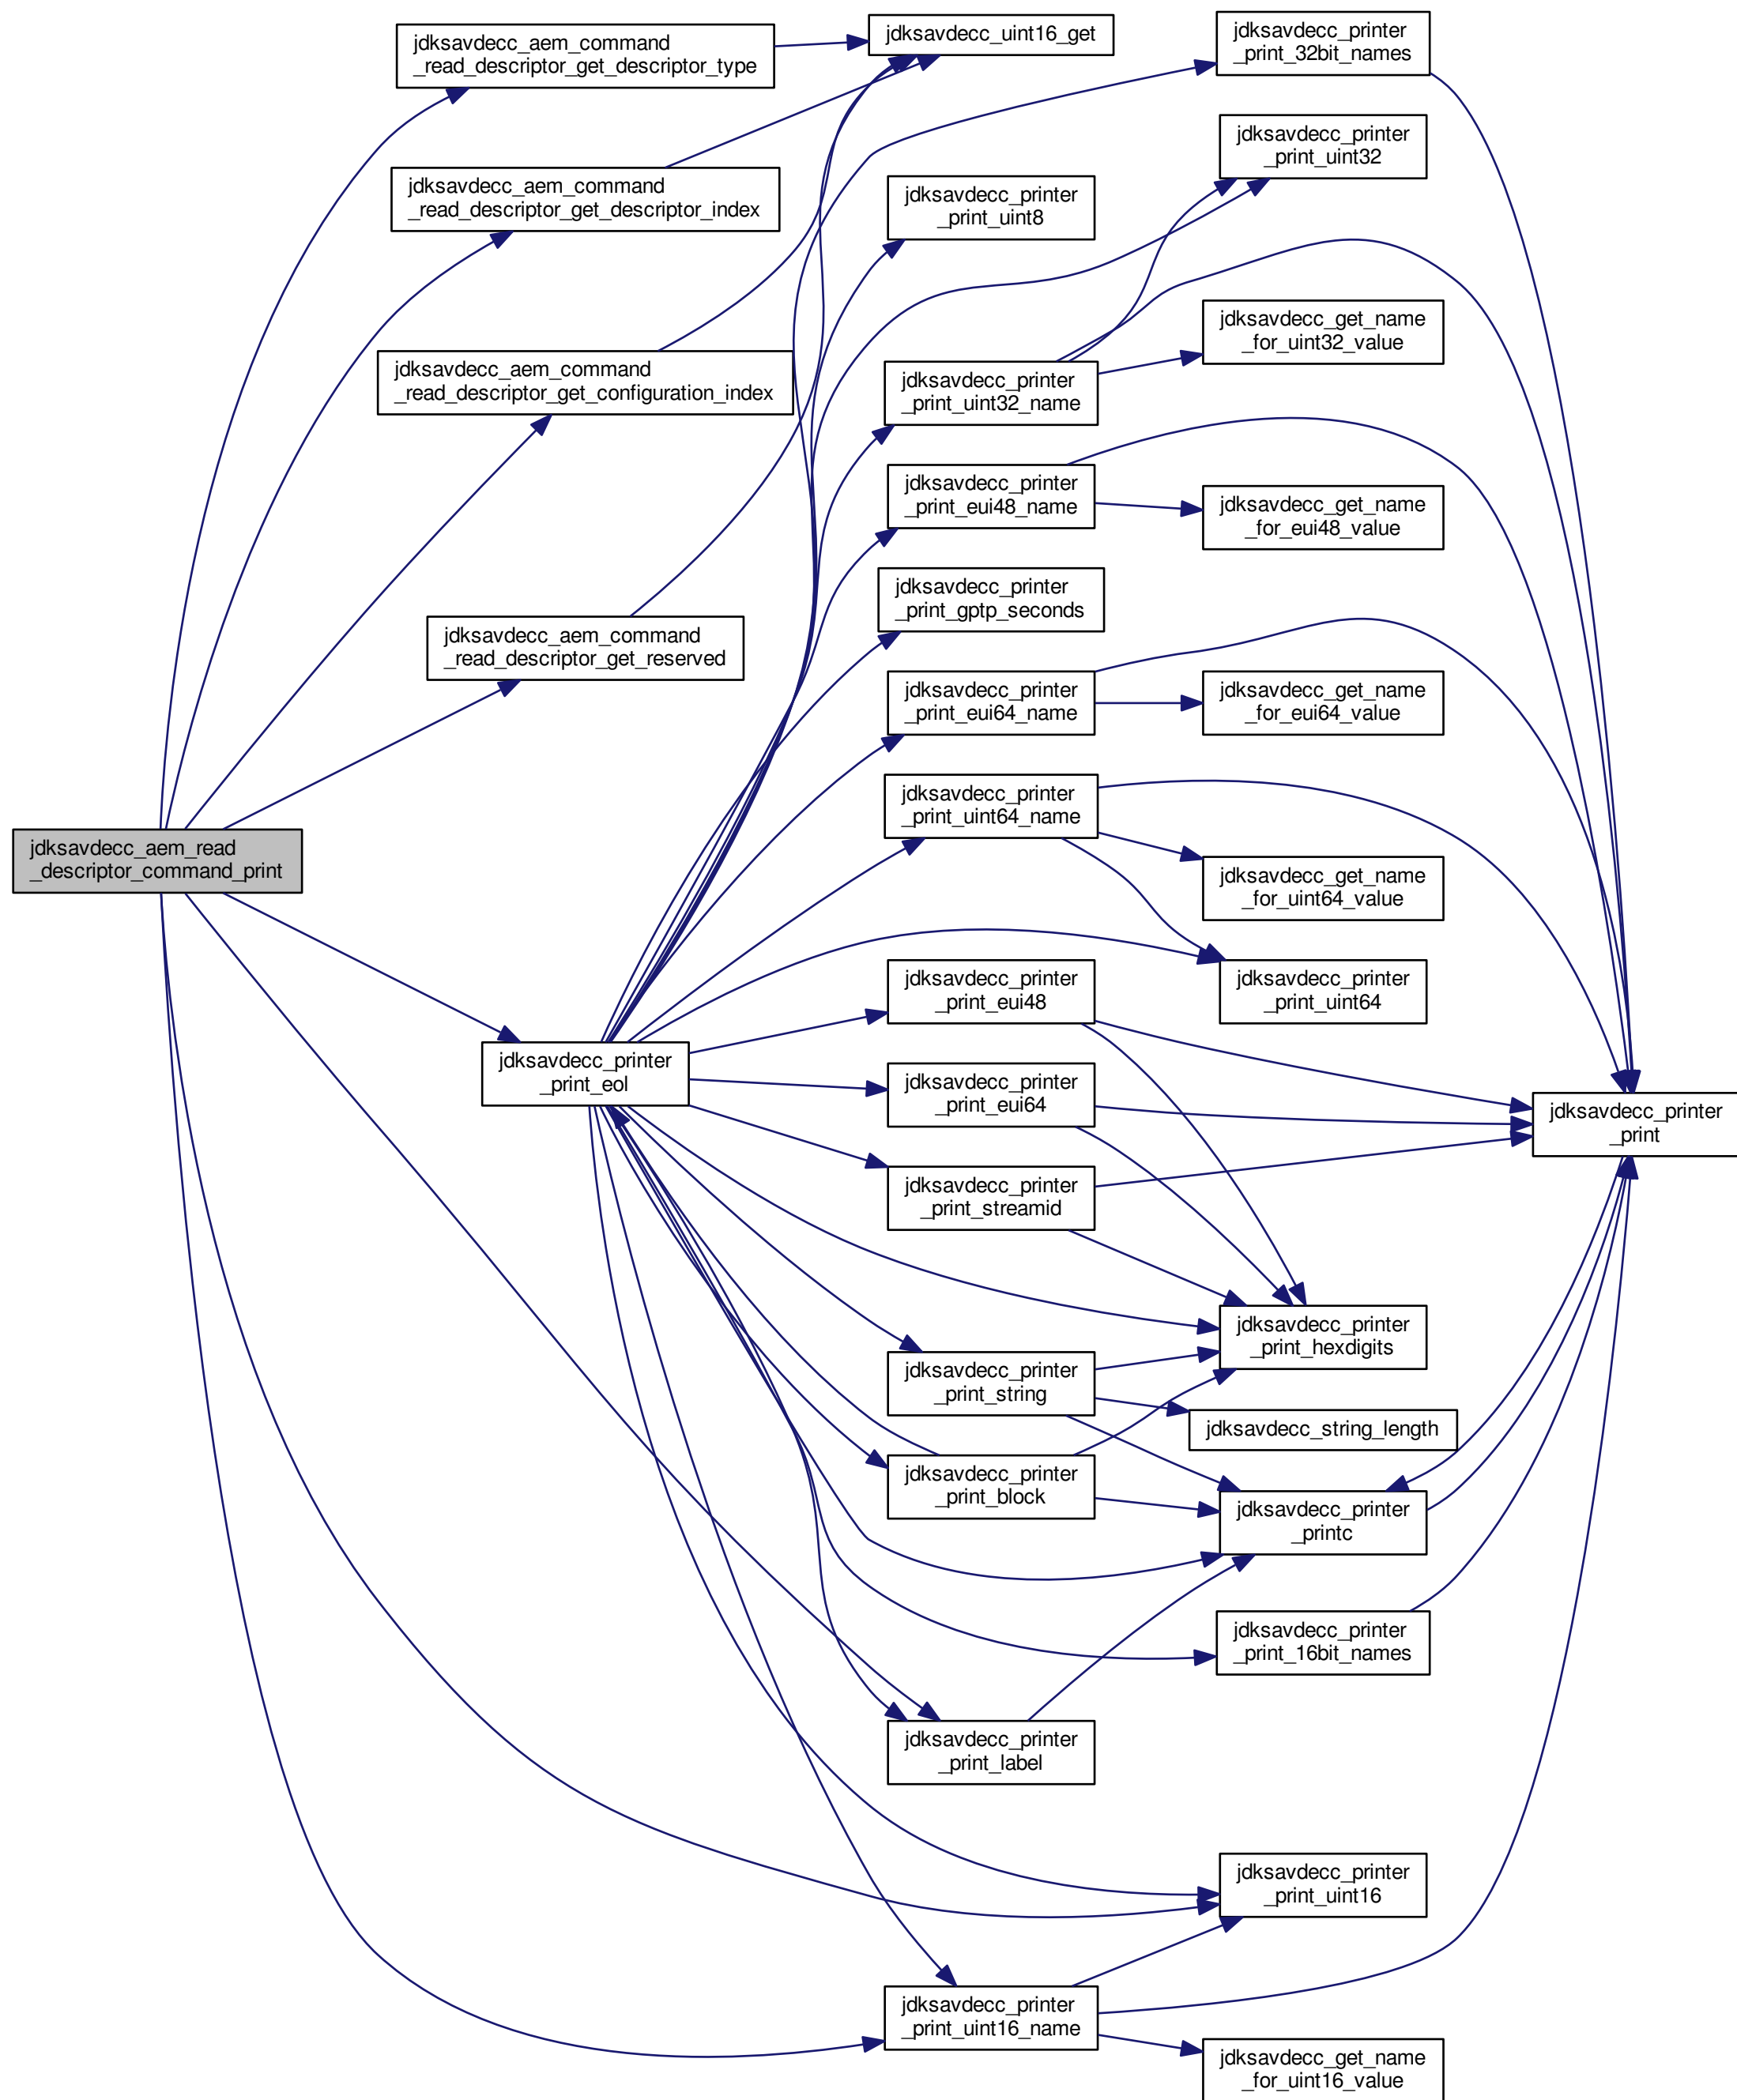 jdksavdecc_aem_read
_descriptor_command_print
jdksavdecc_aem_command
_read_descriptor_get_descriptor_type
jdksavdecc_aem_command
_read_descriptor_get_descriptor_index
jdksavdecc_aem_command
_read_descriptor_get_configuration_index
jdksavdecc_aem_command
_read_descriptor_get_reserved
jdksavdecc_printer
_print_eol
jdksavdecc_uint16_get
jdksavdecc_printer
_print_uint8
jdksavdecc_printer
_print_uint32_name
jdksavdecc_printer
_print_eui48_name
jdksavdecc_printer
_print_gptp_seconds
jdksavdecc_printer
_print_eui64_name
jdksavdecc_printer
_print_uint64_name
jdksavdecc_printer
_print_eui48
jdksavdecc_printer
_print_eui64
jdksavdecc_printer
_print_streamid
jdksavdecc_printer
_print_string
jdksavdecc_printer
_print_block
jdksavdecc_printer
_print_label
jdksavdecc_printer
_print_uint16_name
jdksavdecc_printer
_print_32bit_names
jdksavdecc_printer
_print_uint32
jdksavdecc_get_name
_for_uint32_value
jdksavdecc_get_name
_for_eui48_value
jdksavdecc_get_name
_for_eui64_value
jdksavdecc_get_name
_for_uint64_value
jdksavdecc_printer
_print_uint64
jdksavdecc_printer
_print_hexdigits
jdksavdecc_string_length
jdksavdecc_printer
_printc
jdksavdecc_printer
_print_16bit_names
jdksavdecc_printer
_print_uint16
jdksavdecc_get_name
_for_uint16_value
jdksavdecc_printer
_print